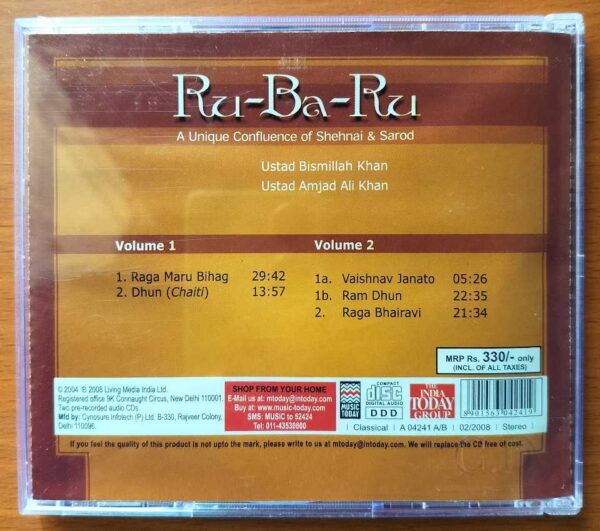 Ru-Ba-Ru
A Unique Confluence of Shehnai & Sarod
Ustad Bismillah Khan
Ustad Amjad Ali Khan
Volume 1
1. Raga Maru Bihag 29:42
2. Dhun (Chaiti) 13:57
Volume 2
1a. Vaishnav Janato 05:26
1b. Ram Dhun 22:35
2. Raga Bhairavi 21:34
MRP Rs. 330/- only
(INCL. OF ALL TAXES)
© 2004 ℗ 2008 Living Media India Ltd.
Registered office 9K Connaught Circus, New Delhi 110001.
Two pre-recorded audio CDs.
Mfd by: Cynosure Infotech (P) Ltd. B-330, Rajveer Colony,
Delhi 110096.
SHOP FROM YOUR HOME
E-Mail us at: mtoday@intoday.com
Buy at: www.music-today.com
SMS: MUSIC to 52424
Tel: 011-43530800
MUSIC
TODAY
COMPACT
disc
DIGITAL AUDIO
DDD
THE
INDIA
TODAY
GROUP
8901563042419
Classical | A 04241 A/B | 02/2008 | Stereo
If you feel the quality of this product is not upto the mark, please write to us at mtoday@intoday.com. We will replace the CD free of cost.